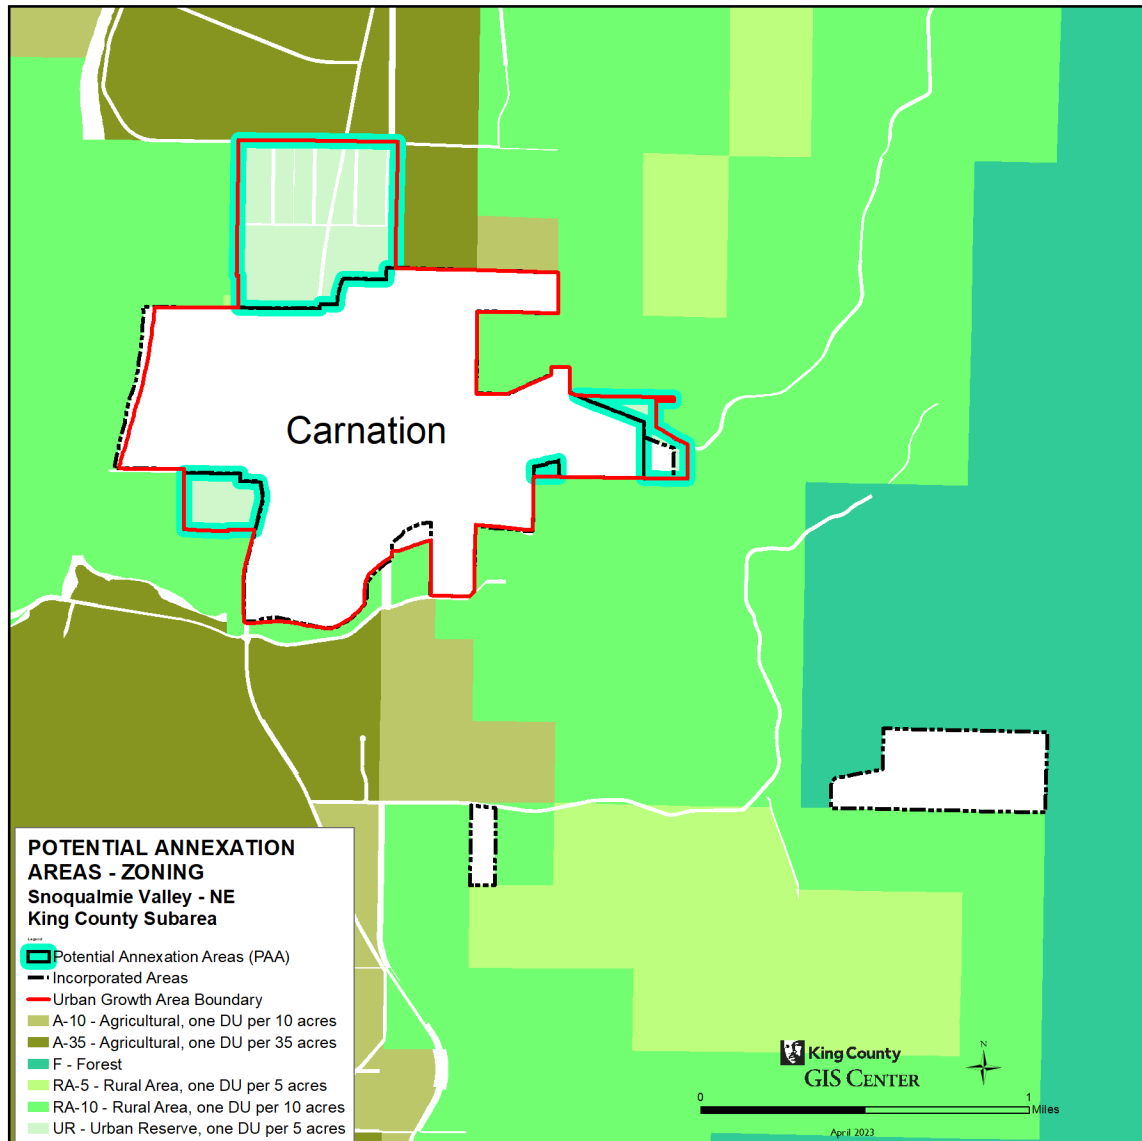 Carnation
POTENTIAL ANNEXATION
AREAS - ZONING
Snoqualmie Valley - NE
King County Subarea
Legend
Potential Annexation Areas (PAA)
Incorporated Areas
Urban Growth Area Boundary
A-10 - Agricultural, one DU per 10 acres
A-35 - Agricultural, one DU per 35 acres
F - Forest
RA-5 - Rural Area, one DU per 5 acres
RA-10 - Rural Area, one DU per 10 acres
UR - Urban Reserve, one DU per 5 acres
King County
GIS CENTER
N
0 1
Miles
April 2023